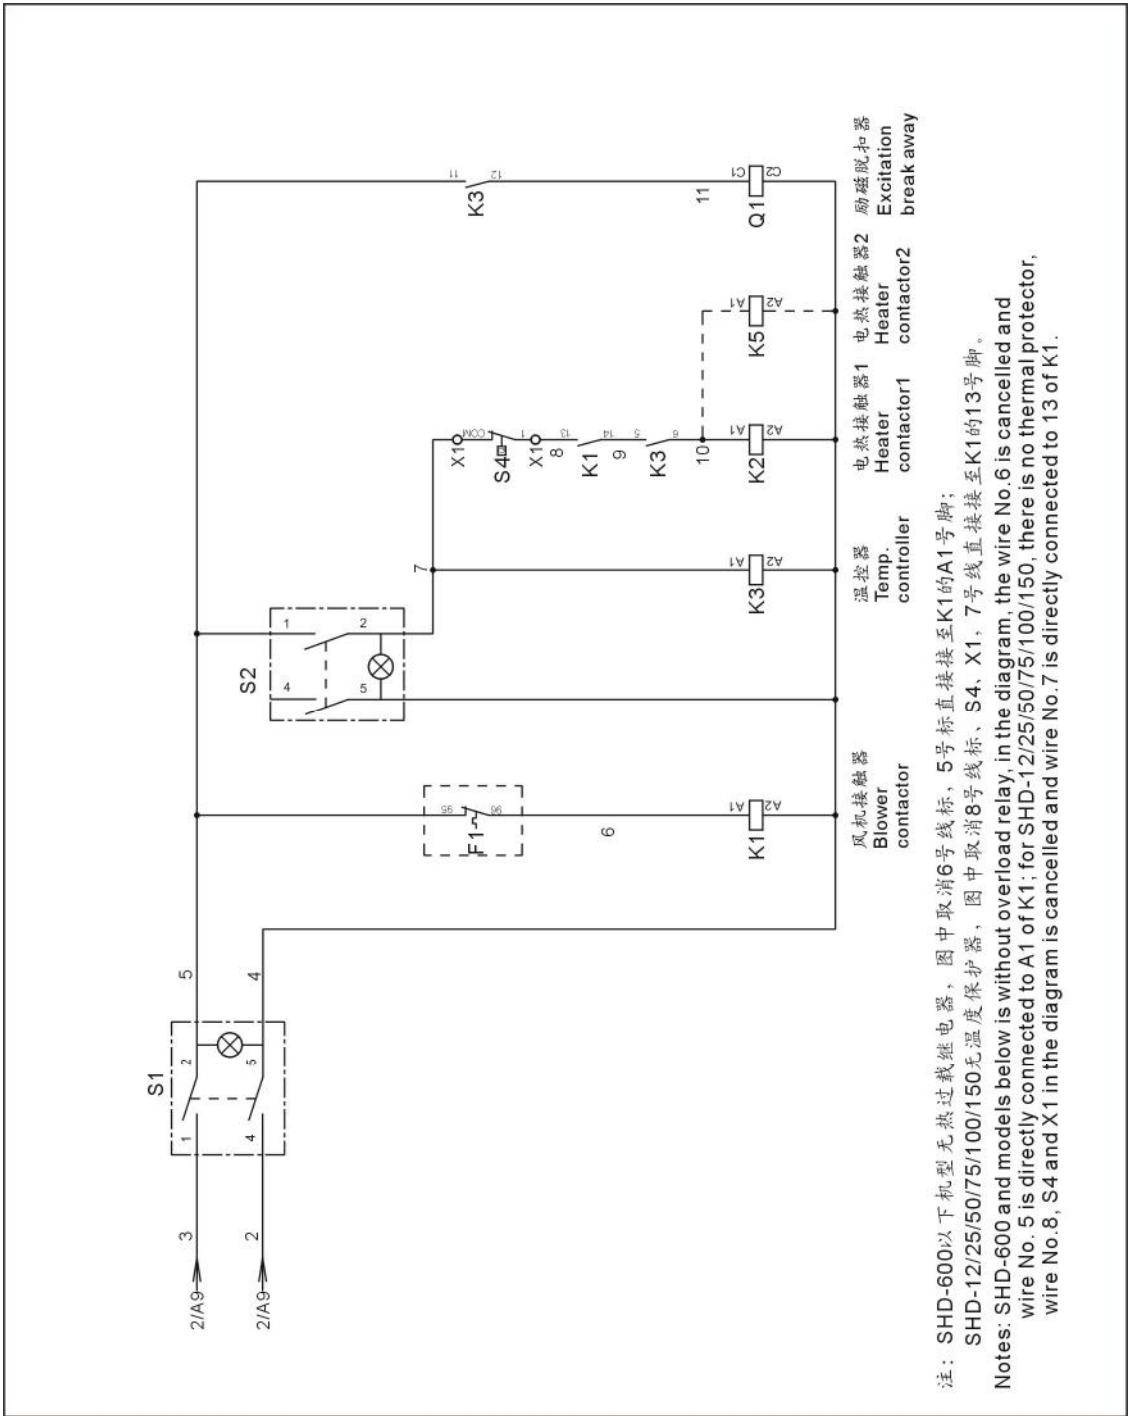 2/A9
2/A9
3
2
S1
1
2
4
5
5
4
F1
95
96
6
K1
A1
A2
风机接触器
Blower
contactor
S2
4
5
1
2
7
K3
A1
A2
温控器
Temp.
controller
X1
COM
S4
1
X1
8
13
K1
14
9
5
K3
6
10
K2
A1
A2
电热接触器1
Heater
contactor1
K5
A1
A2
电热接触器2
Heater
contactor2
11
K3
12
11
Q1
C1
C2
励磁脱扣器
Excitation
break away
注: SHD-600以下机型无热过载继电器，图中取消6号线标，5号标直接接至K1的A1号脚；
SHD-12/25/50/75/100/150无温度保护器，图中取消8号线标、S4、X1，7号线直接接至K1的13号脚。
Notes: SHD-600 and models below is without overload relay, in the diagram, the wire No.6 is cancelled and
wire No. 5 is directly connected to A1 of K1; for SHD-12/25/50/75/100/150, there is no thermal protector,
wire No.8, S4 and X1 in the diagram is cancelled and wire No.7 is directly connected to 13 of K1.